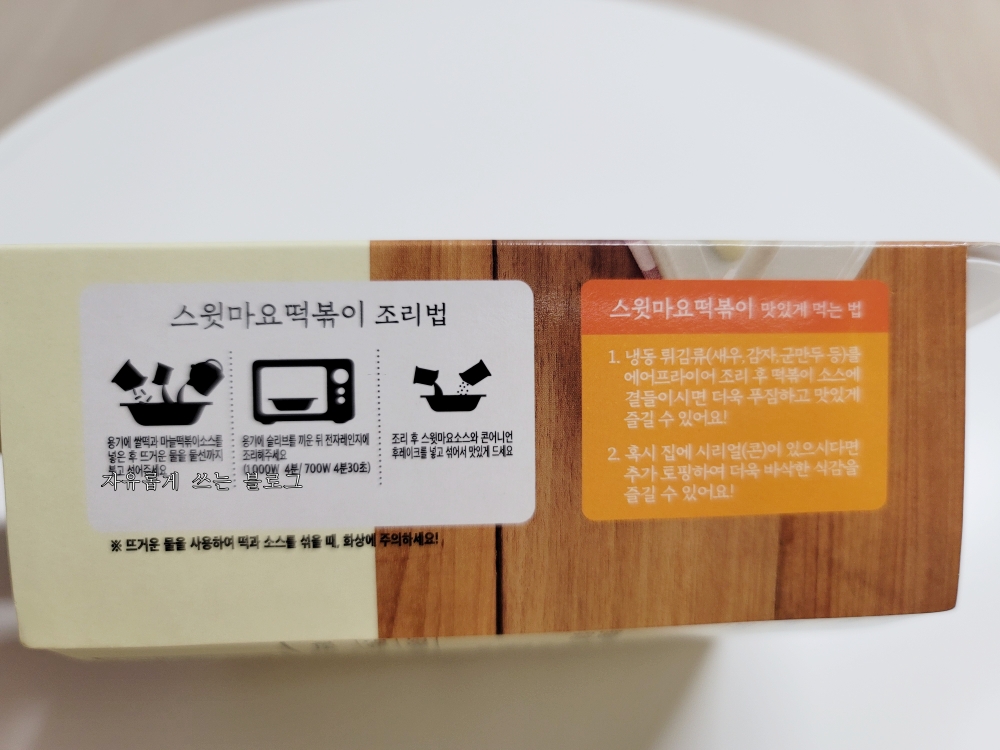 스윗마요떡볶이 조리법
용기에 쌀떡과 마늘떡볶이소스를
넣은 후 뜨거운 물을 물선까지
붓고 섞어주세요
용기에 슬리브를 끼운 뒤 전자레인지에
조리해주세요
(1,000W 4분/ 700W 4분30초)
조리 후 스윗마요소스와 콘어니언
후레이크를 넣고 섞어서 맛있게 드세요
자유롭게 쓰는 블로그
※ 뜨거운 물을 사용하여 떡과 소스를 섞을 때, 화상에 주의하세요!
스윗마요떡볶이 맛있게 먹는 법
1. 냉동 튀김류(새우,감자,군만두 등)를
에어프라이어 조리 후 떡볶이 소스에
곁들이시면 더욱 푸짐하고 맛있게
즐길 수 있어요!
2. 혹시 집에 시리얼(콘)이 있으시다면
추가 토핑하여 더욱 바삭한 식감을
즐길 수 있어요!